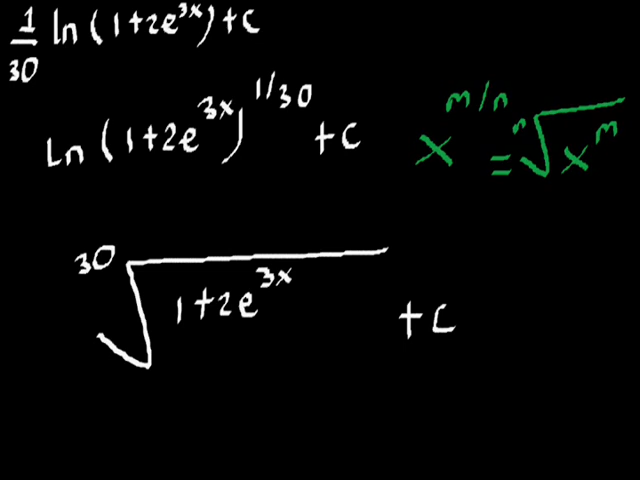 1/30 ln (1+2e^3x) + c
ln (1+2e^3x)^1/30 + c
x^m/n = ⁿ√x^m
³⁰√1+2e^3x + c